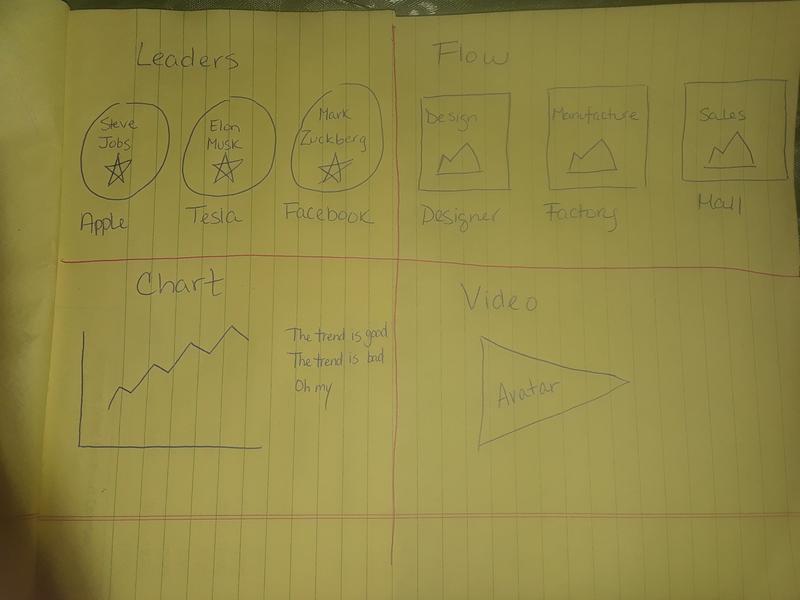 Leaders
Steve
Jobs
Elon
Musk
Mark
Zuckberg
Apple
Tesla
Facebook
Flow
Design
Manufacture
Sales
Designer
Factory
Mall
Chart
The trend is good
The trend is bad
Oh my
Video
Avatar